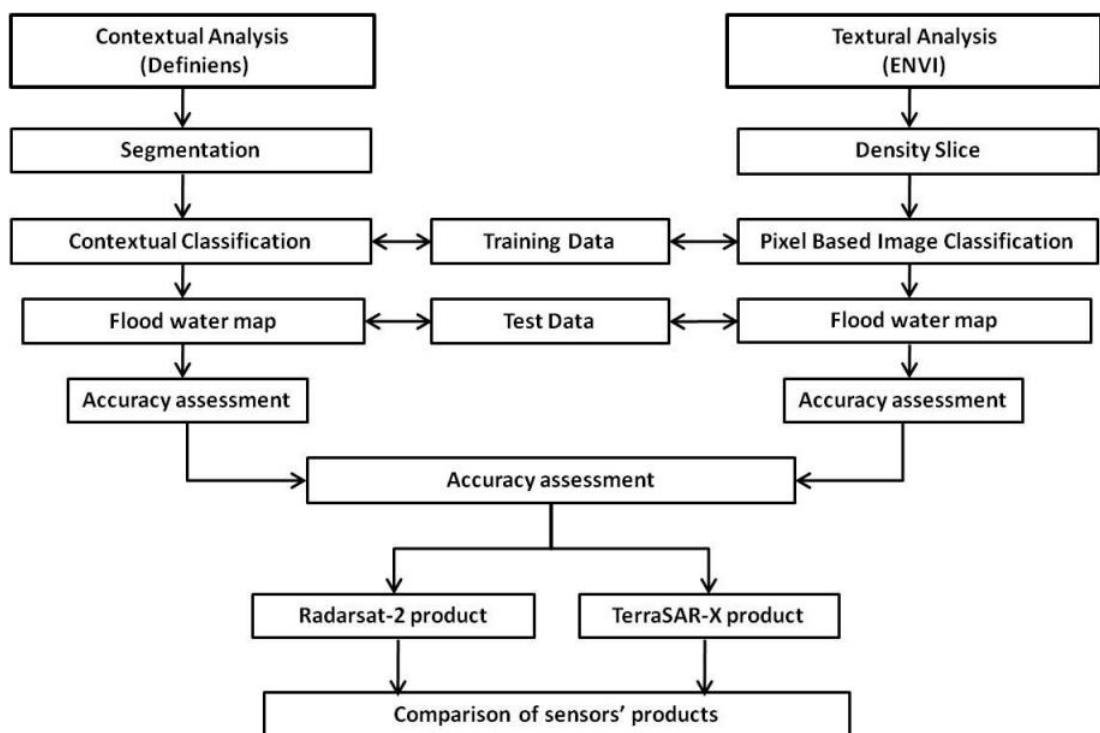 Contextual Analysis
(Definiens)
Textural Analysis
(ENVI)
Segmentation
Density Slice
Contextual Classification
Training Data
Pixel Based Image Classification
Flood water map
Test Data
Flood water map
Accuracy assessment
Accuracy assessment
Accuracy assessment
Radarsat-2 product
TerraSAR-X product
Comparison of sensors' products